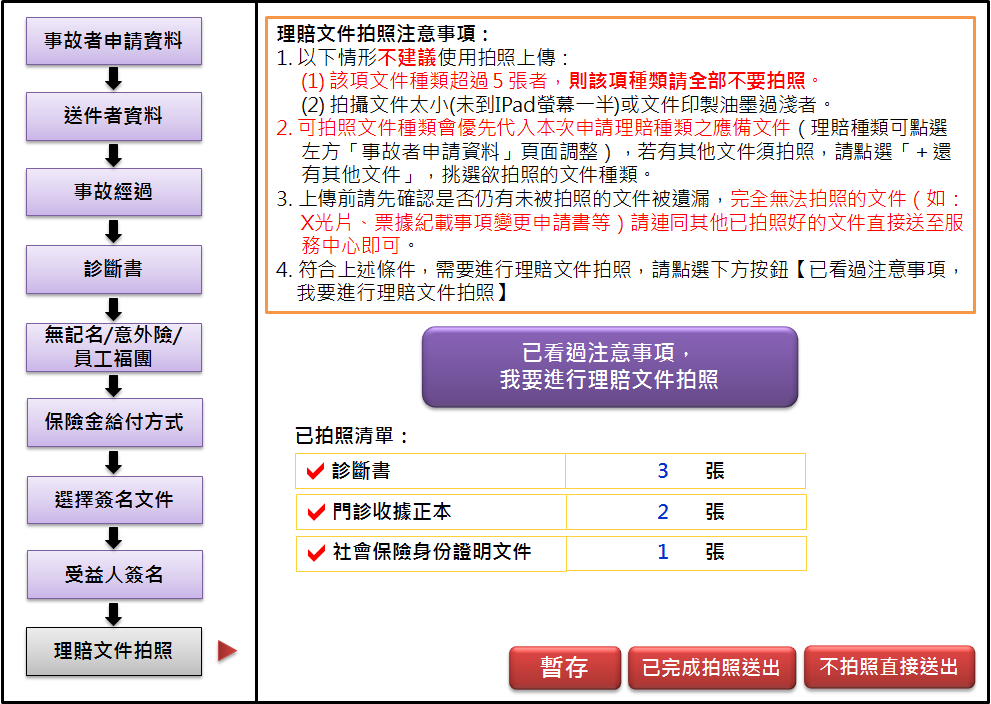 事故者申請資料
送件者資料
事故經過
診斷書
無記名/意外險/
員工福團
保險金給付方式
選擇簽名文件
受益人簽名
理賠文件拍照
理賠文件拍照注意事項：
1. 以下情形不建議使用拍照上傳：
(1) 該項文件種類超過５張者，則該項種類請全部不要拍照。
(2) 拍攝文件太小(未到IPad螢幕一半)或文件印製油墨過淺者。
2. 可拍照文件種類會優先代入本次申請理賠種類之應備文件（理賠種類可點選
左方「事故者申請資料」頁面調整），若有其他文件須拍照，請點選「＋還
有其他文件」，挑選欲拍照的文件種類。
3. 上傳前請先確認是否仍有未被拍照的文件被遺漏，完全無法拍照的文件（如：
X光片、票據紀載事項變更申請書等）請連同其他已拍照好的文件直接送至服
務中心即可。
4. 符合上述條件，需要進行理賠文件拍照，請點選下方按鈕【已看過注意事項，
我要進行理賠文件拍照】
已看過注意事項，
我要進行理賠文件拍照
已拍照清單：
診斷書 3 張
門診收據正本 2 張
社會保險身份證明文件 1 張
暫存 已完成拍照送出 不拍照直接送出